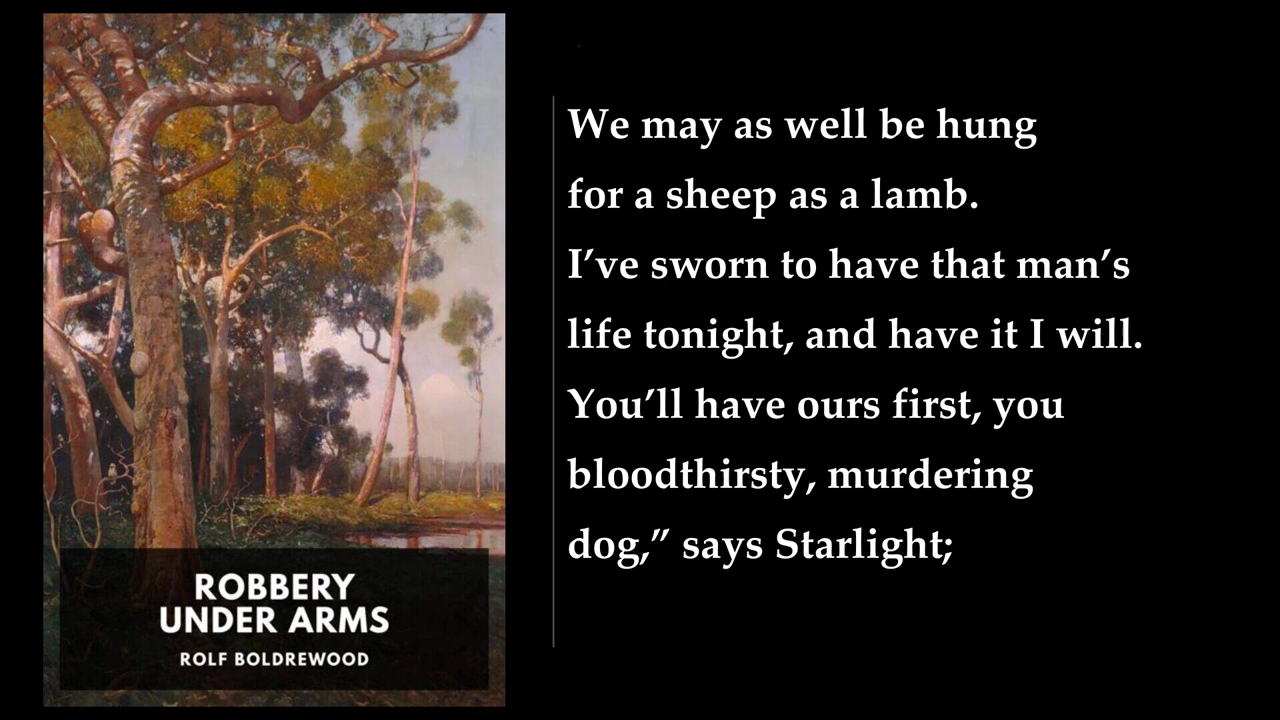 ROBBERY
UNDER ARMS
ROLF BOLDREWOOD
We may as well be hung
for a sheep as a lamb.
I’ve sworn to have that man’s
life tonight, and have it I will.
You’ll have ours first, you
bloodthirsty, murdering
dog,” says Starlight;